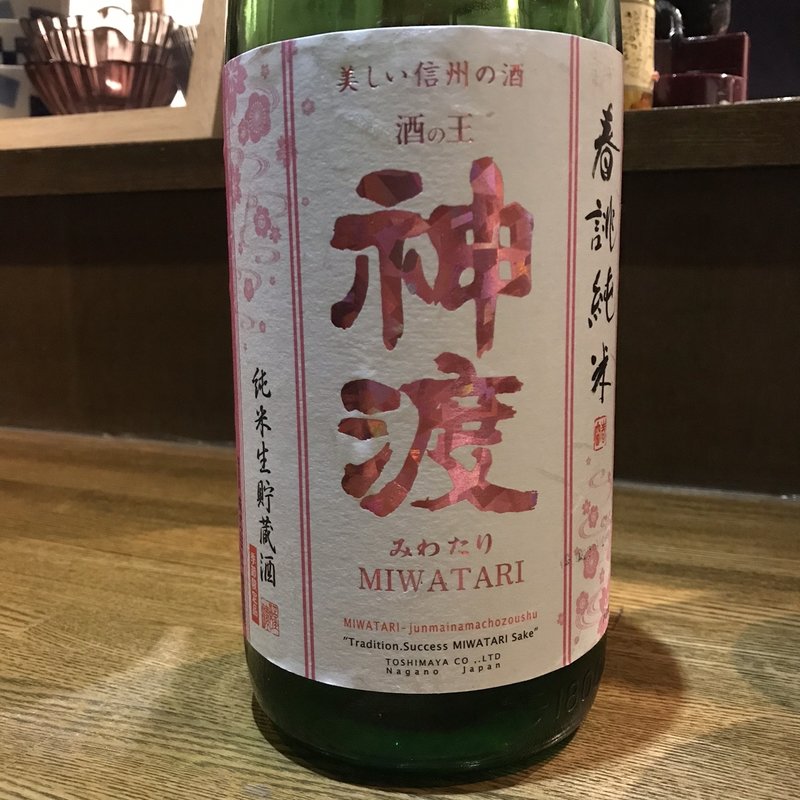 美しい信州の酒
酒の王
神渡
みわたり
MIWATARI
MIWATARI-junmainamachozoushu
"Tradition.Success MIWATARI Sake"
TOSHIMAYA CO .,LTD
Nagano Japan
春誂純米
純米生貯蔵酒